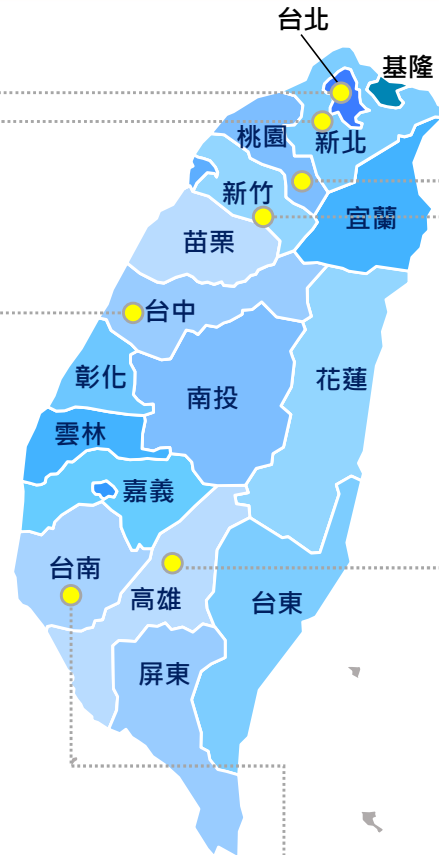 台北
基隆
桃園
新北
新竹
宜蘭
苗栗
台中
彰化
花蓮
南投
雲林
嘉義
台南
高雄
台東
屏東